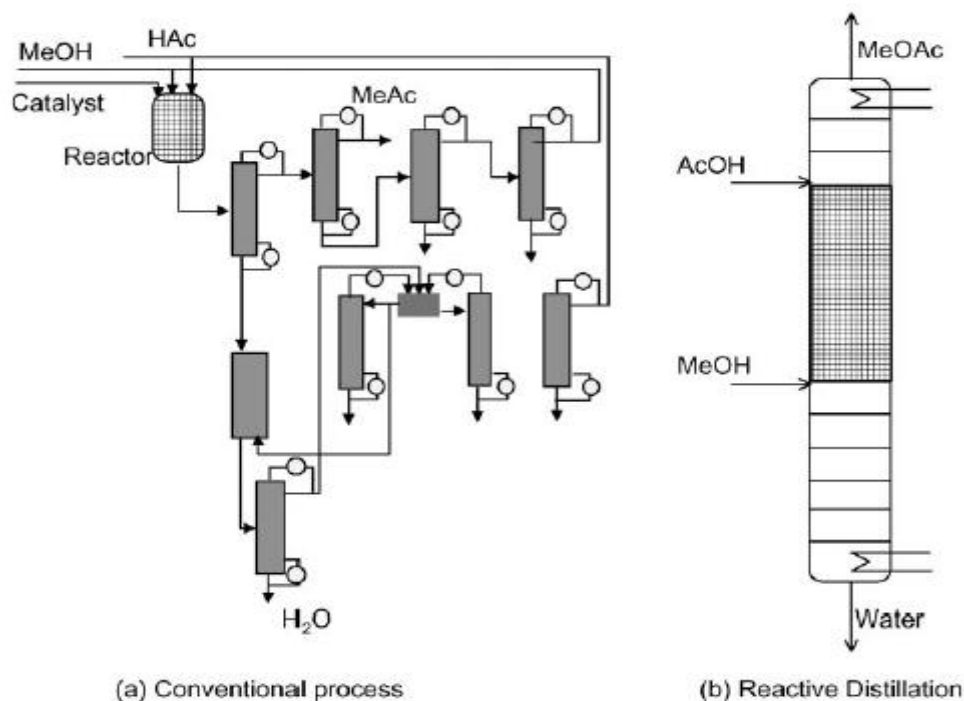 HAc
MeOH
Catalyst
Reactor
MeAc
H₂O
(a) Conventional process
MeOAc
AcOH
MeOH
Water
(b) Reactive Distillation